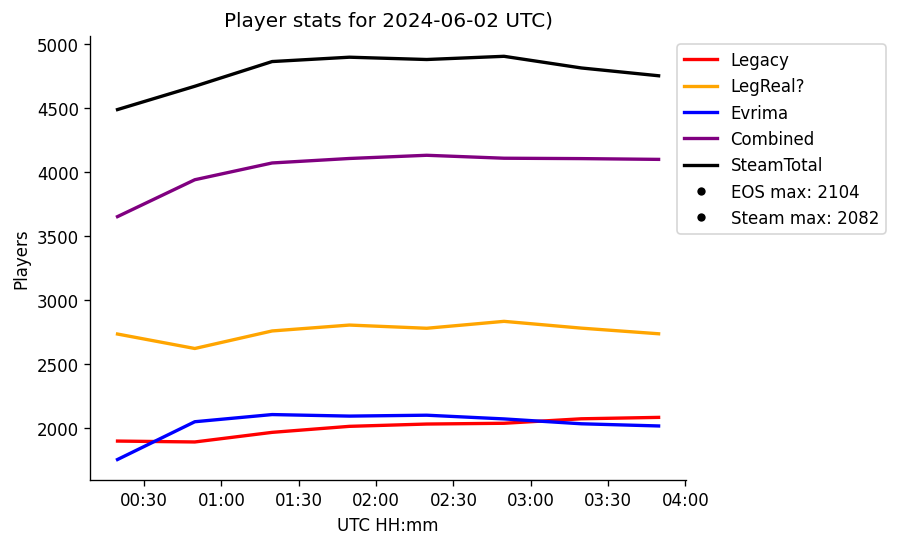 Player stats for 2024-06-02 UTC)
Players
5000
4500
4000
3500
3000
2500
2000
00:30 01:00 01:30 02:00 02:30 03:00 03:30 04:00
UTC HH:mm
Legacy
LegReal?
Evrima
Combined
SteamTotal
EOS max: 2104
Steam max: 2082